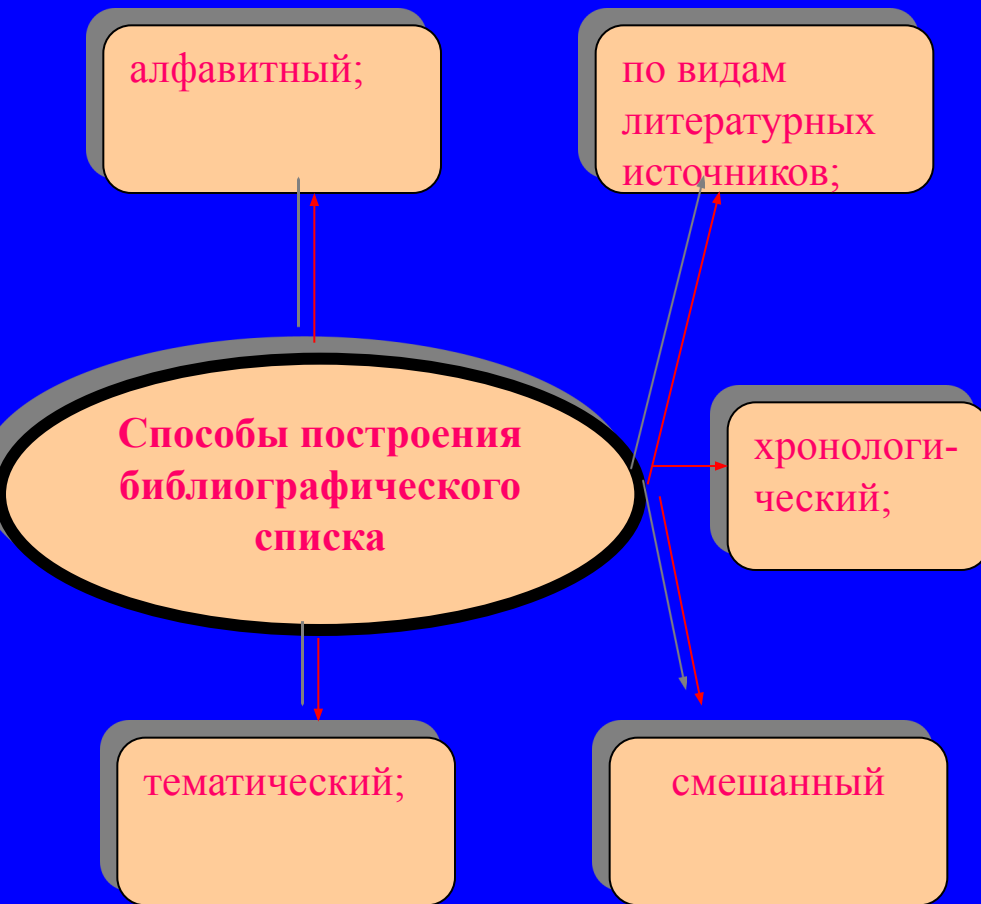 алфавитный;
по видам
литературных
источников;
Способы построения
библиографического
списка
хронологи-
ческий;
тематический;
смешанный